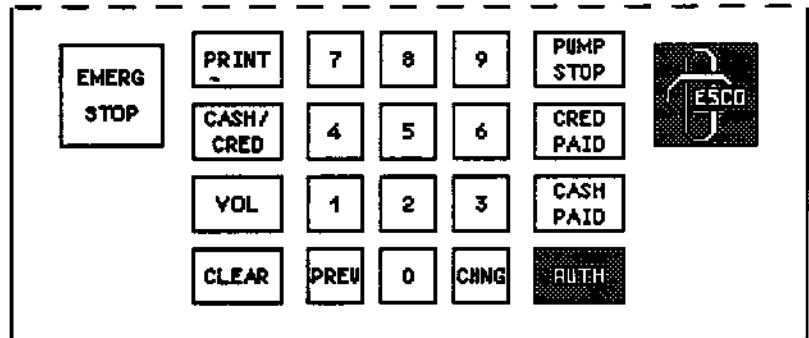 EMERG
STOP
PRINT 7 8 9 PUMP
STOP
ESCO
CASH/
CRED 4 5 6 CRED
PAID
VOL 1 2 3 CASH
PAID
CLEAR PREV 0 CHNG AUTH